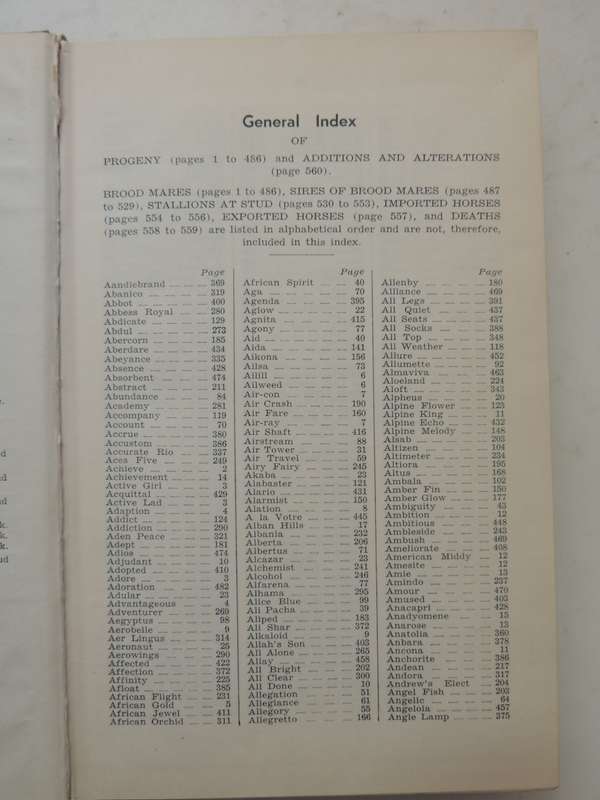 General Index
OF
PROGENY (pages 1 to 486) and ADDITIONS AND ALTERATIONS
(page 560).
BROOD MARES (pages 1 to 486), SIRES OF BROOD MARES (pages 487
to 529), STALLIONS AT STUD (pages 530 to 553), IMPORTED HORSES
(pages 554 to 556), EXPORTED HORSES (page 557), and DEATHS
(pages 558 to 559) are listed in alphabetical order and are not, therefore,
included in this index.
Page
Aandiebrand 369
Abanico 319
Abbot 400
Abbess Royal 280
Abdicate 129
Abdul 273
Abercorn 185
Aberdare 434
Abeyance 335
Absence 428
Absorbent 474
Abstract 211
Abundance 84
Academy 281
Accompany 119
Account 70
Accrue 380
Accustom 386
Accurate Rio 337
Acea Five 249
Achieve 2
Achievement 14
Active Girl 3
Acquittal 429
Active Lad 3
Adaption 4
Addict 124
Addiction 290
Aden Peace 321
Adept 181
Adios 474
Adjudant 10
Adopted 410
Adore 3
Adoration 482
Adular 23
Advantageous 4
Adventurer 269
Aegyptus 98
Aerobelle 9
Aer Lingus 314
Aeronaut 25
Aerowings 290
Affected 422
Affection 372
Affinity 225
Afloat 385
African Flight 231
African Gold 5
African Jewel 411
African Orchid 311
Page
African Spirit 40
Aga 70
Agenda 395
Aglow 22
Agnita 415
Agony 77
Aid 40
Aida 141
Aikona 156
Ailsa 73
Ailill 6
Ailweed 6
Air-con 7
Air Crash 190
Air Fare 160
Air-ray 7
Air Shaft 416
Airstream 88
Air Tower 31
Air Travel 59
Airy Fairy 245
Akaba 23
Alabaster 121
Alario 431
Alarmist 150
Alation 8
A la Votre 445
Alban Hills 17
Albania 232
Alberta 206
Albertus 71
Alcazar 23
Alchemist 241
Alcohol 246
Alfarena 77
Alhama 295
Alice Blue 99
Ali Pacha 39
Aliped 183
Ali Shar 372
Alkaloid 9
Allah's Son 403
All Alone 265
Allay 458
All Bright 202
All Clear 300
All Done 10
Allegation 51
Allegiance 61
Allegory 55
Allegretto 166
Page
Allenby 180
Alliance 469
All Legs 391
All Quiet 437
All Seats 437
All Socks 388
All Top 348
All Weather 118
Allure 452
Allumette 92
Almaviva 463
Aloeland 224
Aloft 343
Alpheus 20
Alpine Flower 123
Alpine King 11
Alpine Echo 432
Alpine Melody 148
Alsab 203
Altizen 104
Altimeter 234
Altiora 195
Altus 168
Ambala 102
Amber Fin 180
Amber Glow 177
Ambiguity 43
Ambition 12
Ambitious 448
Ambleside 243
Ambush 469
Ameliorate 408
American Middy 12
Amesite 12
Amie 13
Amindo 237
Amour 470
Amused 403
Anacapri 428
Anadyomene 13
Anarose 13
Anatolia 360
Anbara 378
Ancona 11
Anchorite 386
Andean 217
Andora 317
Andrew's Elect 204
Angel Fish 203
Angelic 64
Angelola 457
Angle Lamp 375